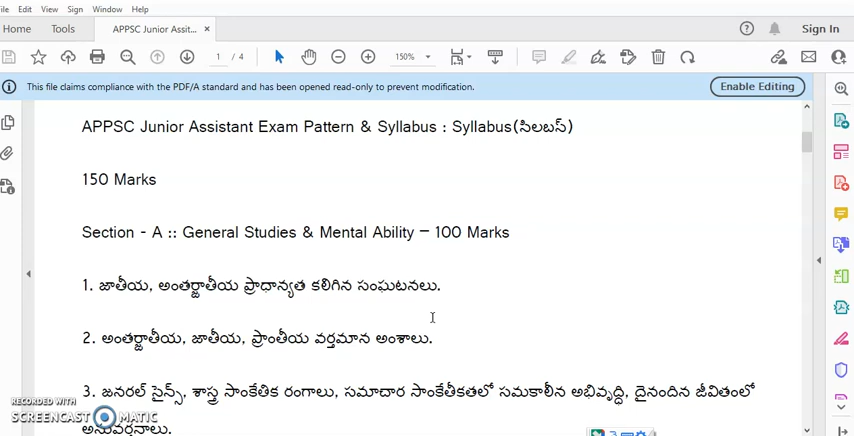 File Edit View Sign Window Help
Home Tools APPSC Junior Assit... × Sign In
1 / 4 150%
This file claims compliance with the PDF/A standard and has been opened read-only to prevent modification. Enable Editing
APPSC Junior Assistant Exam Pattern & Syllabus : Syllabus(సిలబస్)
150 Marks
Section - A :: General Studies & Mental Ability – 100 Marks
1. జాతీయ, అంతర్జాతీయ ప్రాధాన్యత కలిగిన సంఘటనలు.
2. అంతర్జాతీయ, జాతీయ, ప్రాంతీయ వర్తమాన అంశాలు.
3. జనరల్ సైన్స్, శాస్త్ర సాంకేతిక రంగాలు, సమాచార సాంకేతీకతలో సమకాలీన అభివృద్ధి, దైనందిన జీవితంలో
అనువర్తనాలు.
RECORDED WITH
SCREENCAST MATIC